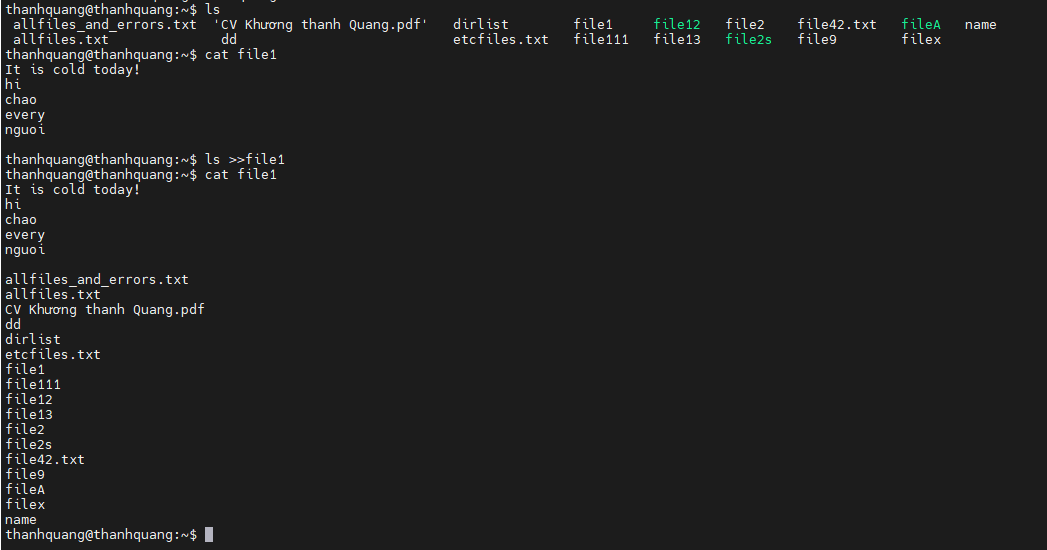 thanhquang@thanhquang:~$ ls
 allfiles_and_errors.txt  'CV Khương thanh Quang.pdf'   dirlist        file1     file12   file2    file42.txt   fileA   name
 allfiles.txt              dd                           etcfiles.txt   file111   file13   file2s   file9        filex
thanhquang@thanhquang:~$ cat file1
It is cold today!
hi
chao
every
nguoi

thanhquang@thanhquang:~$ ls >>file1
thanhquang@thanhquang:~$ cat file1
It is cold today!
hi
chao
every
nguoi

allfiles_and_errors.txt
allfiles.txt
CV Khương thanh Quang.pdf
dd
dirlist
etcfiles.txt
file1
file111
file12
file13
file2
file2s
file42.txt
file9
fileA
filex
name
thanhquang@thanhquang:~$